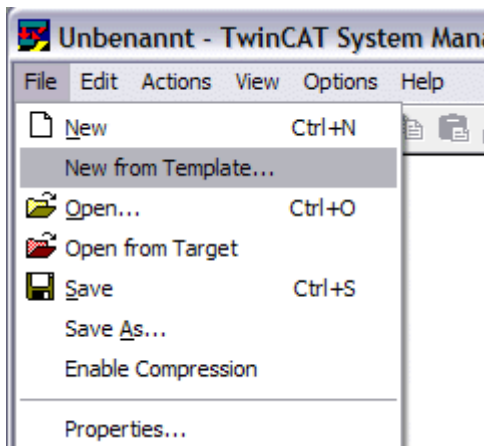 Unbenannt - TwinCAT System Mana
File Edit Actions View Options Help
New Ctrl+N
New from Template...
Open... Ctrl+O
Open from Target
Save Ctrl+S
Save As...
Enable Compression
Properties...